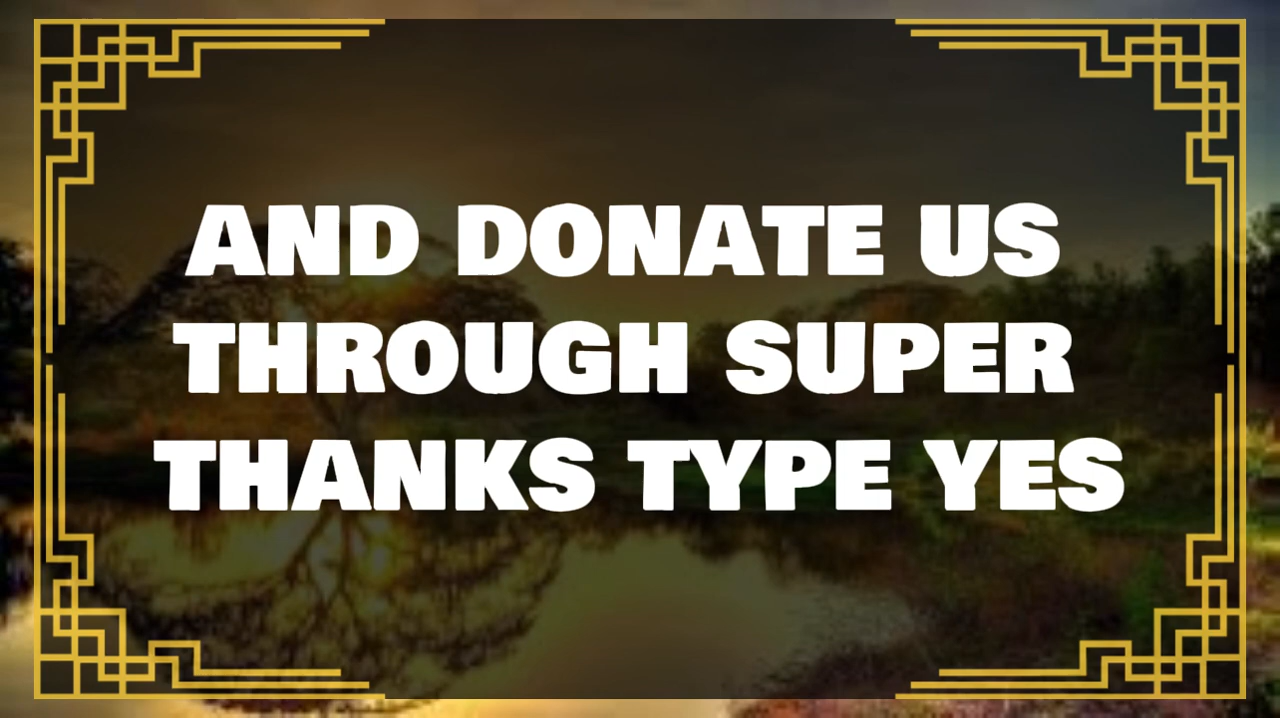 AND DONATE US
THROUGH SUPER
THANKS TYPE YES